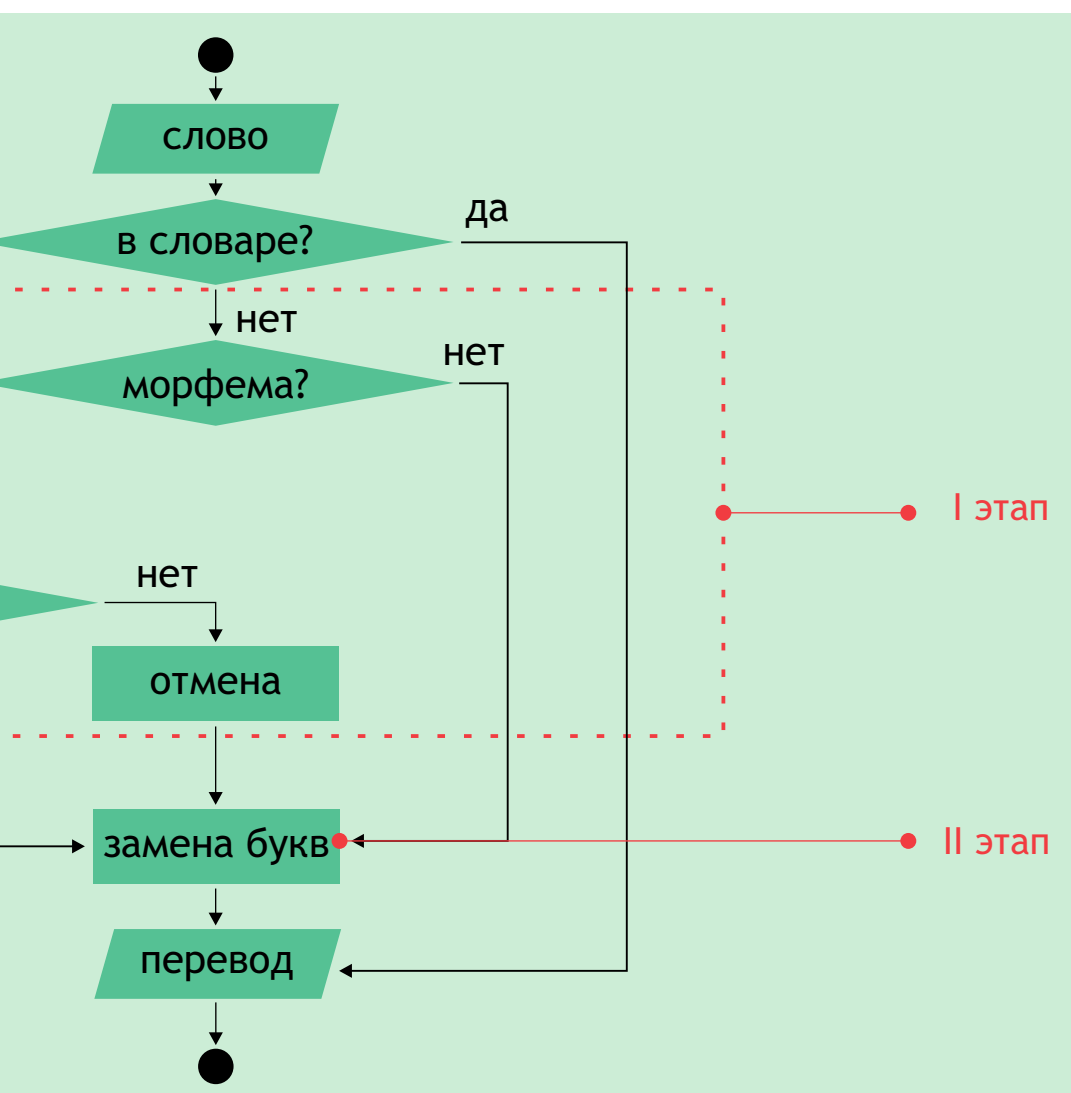 слово
да
в словаре?
нет
нет
морфема?
I этап
нет
отмена
замена букв
II этап
перевод